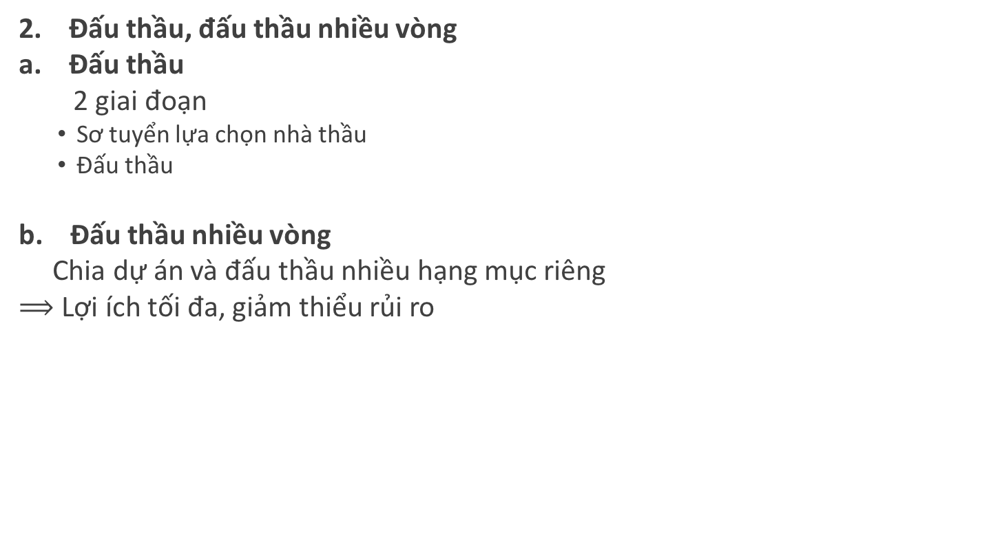 2. Đấu thầu, đấu thầu nhiều vòng
a. Đấu thầu
2 giai đoạn
• Sơ tuyển lựa chọn nhà thầu
• Đấu thầu
b. Đấu thầu nhiều vòng
Chia dự án và đấu thầu nhiều hạng mục riêng
⟹ Lợi ích tối đa, giảm thiểu rủi ro